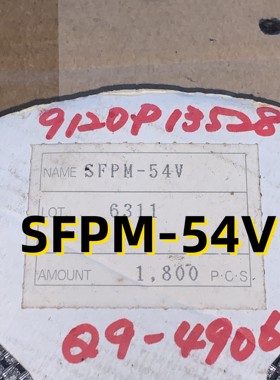 9120P13528
NAME SFPM-54V
LOT 6311
SFPM-54V
AMOUNT 1,800 P·C·S·
Q9-4906